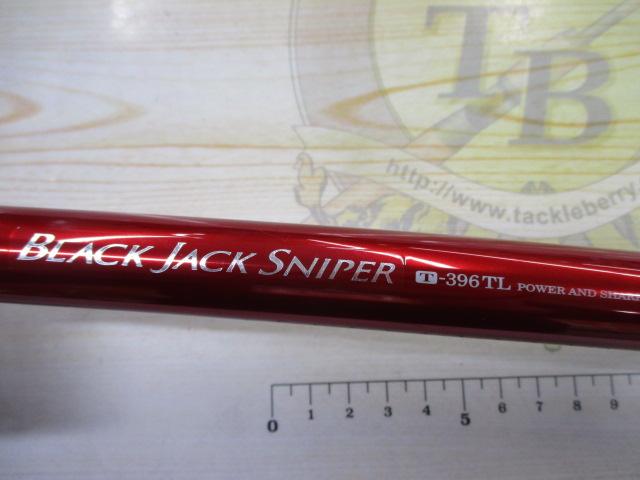 TB
http://www.tackleberry
BLACK JACK SNIPER T-396TL POWER AND SHAR
0 1 2 3 4 5 6 7 8 9